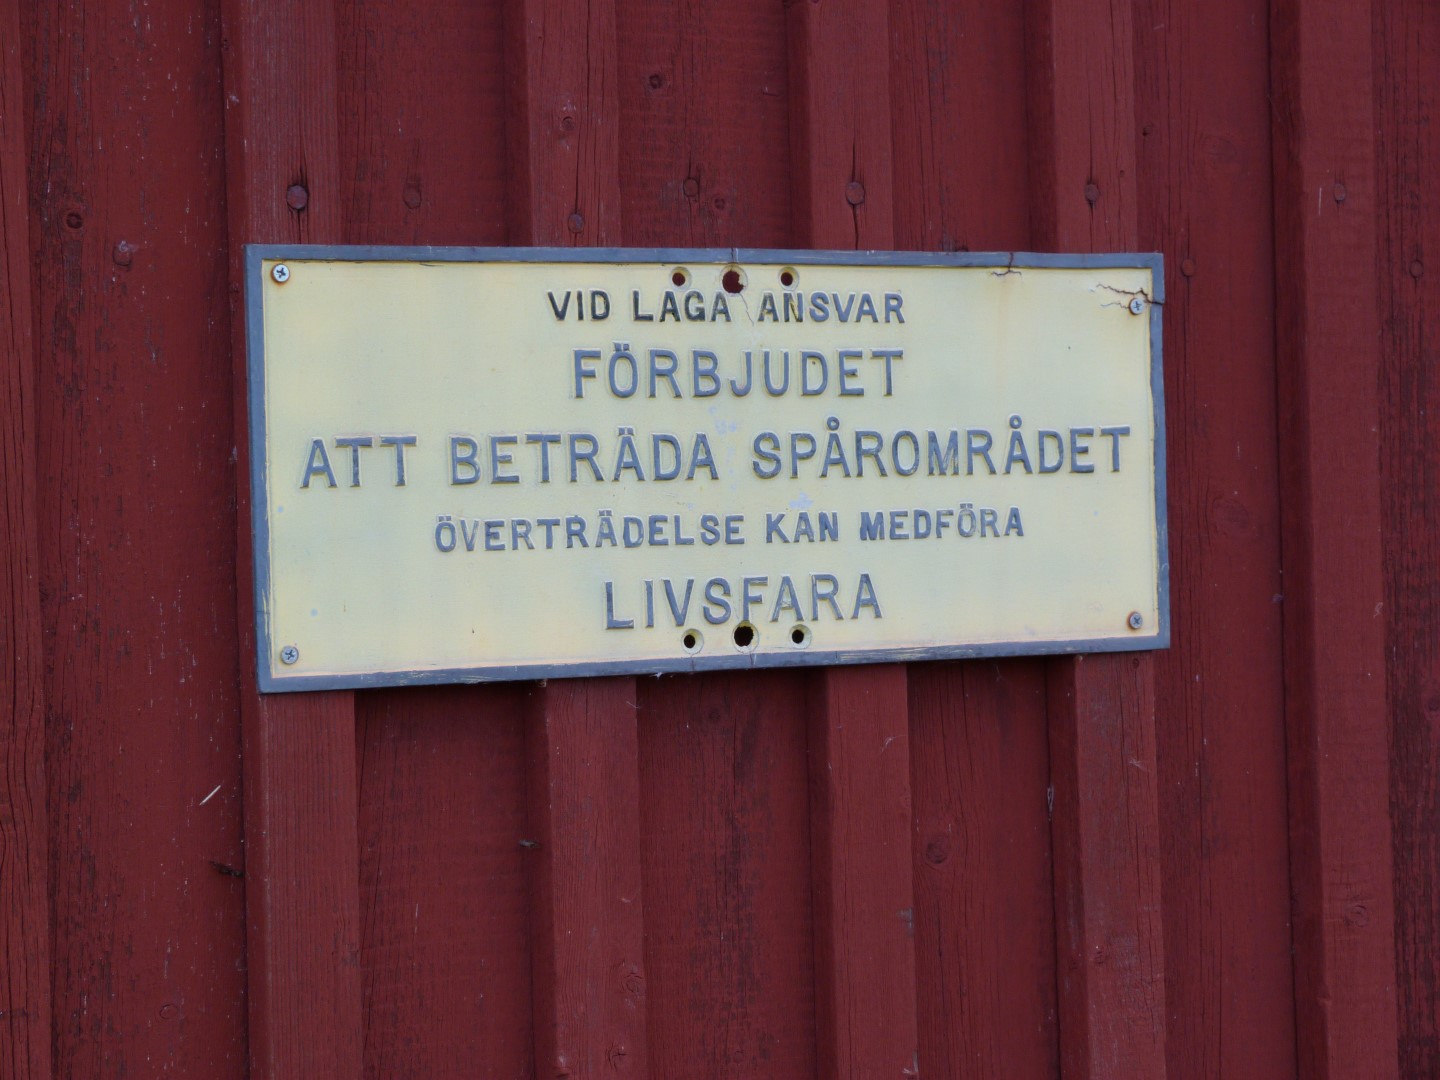 VID LAGA ANSVAR
FÖRBJUDET
ATT BETRÄDA SPÅROMRÅDET
ÖVERTRÄDELSE KAN MEDFÖRA
LIVSFARA